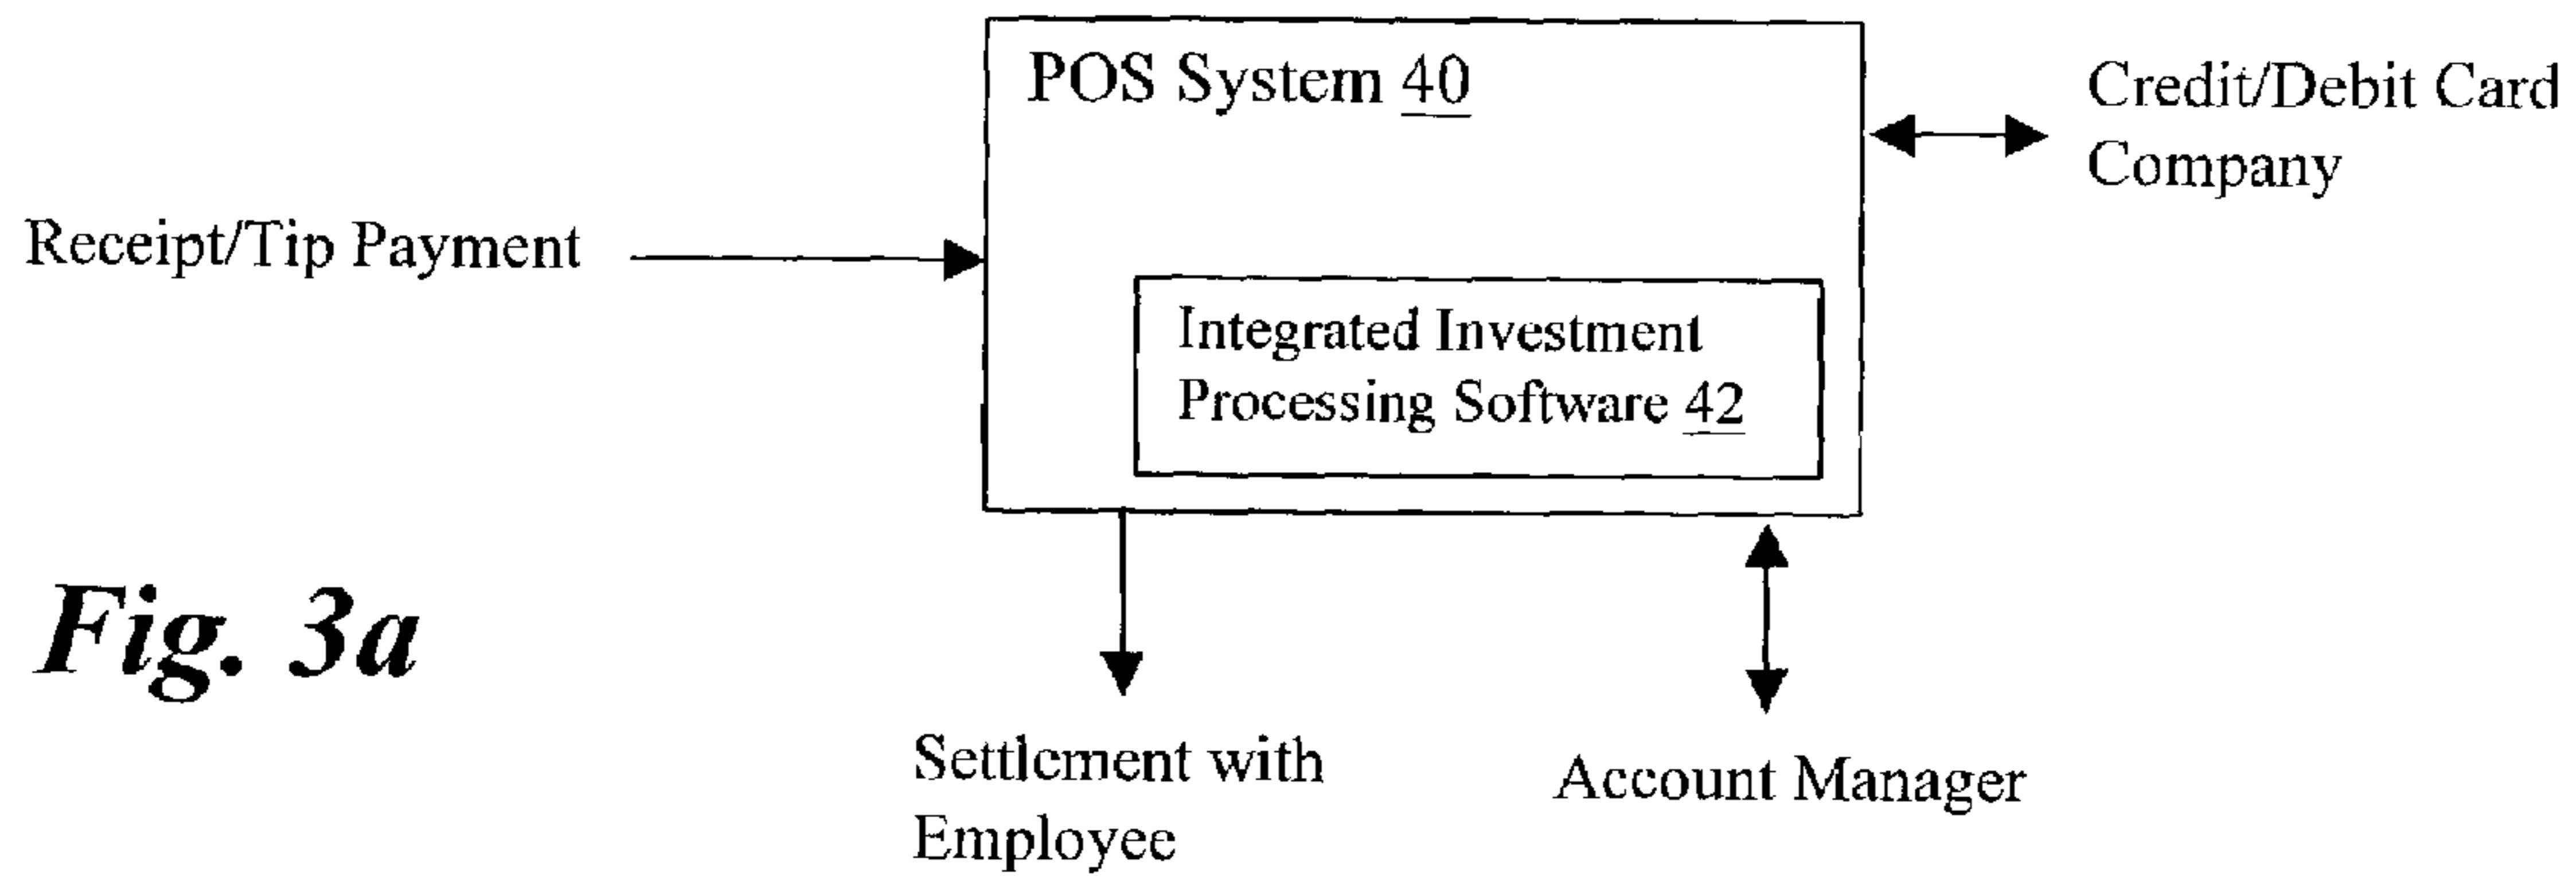 POS System 40
Credit/Debit Card
Company
Receipt/Tip Payment
Integrated Investment
Processing Software 42
Fig. 3a
Settlement with
Employee
Account Manager